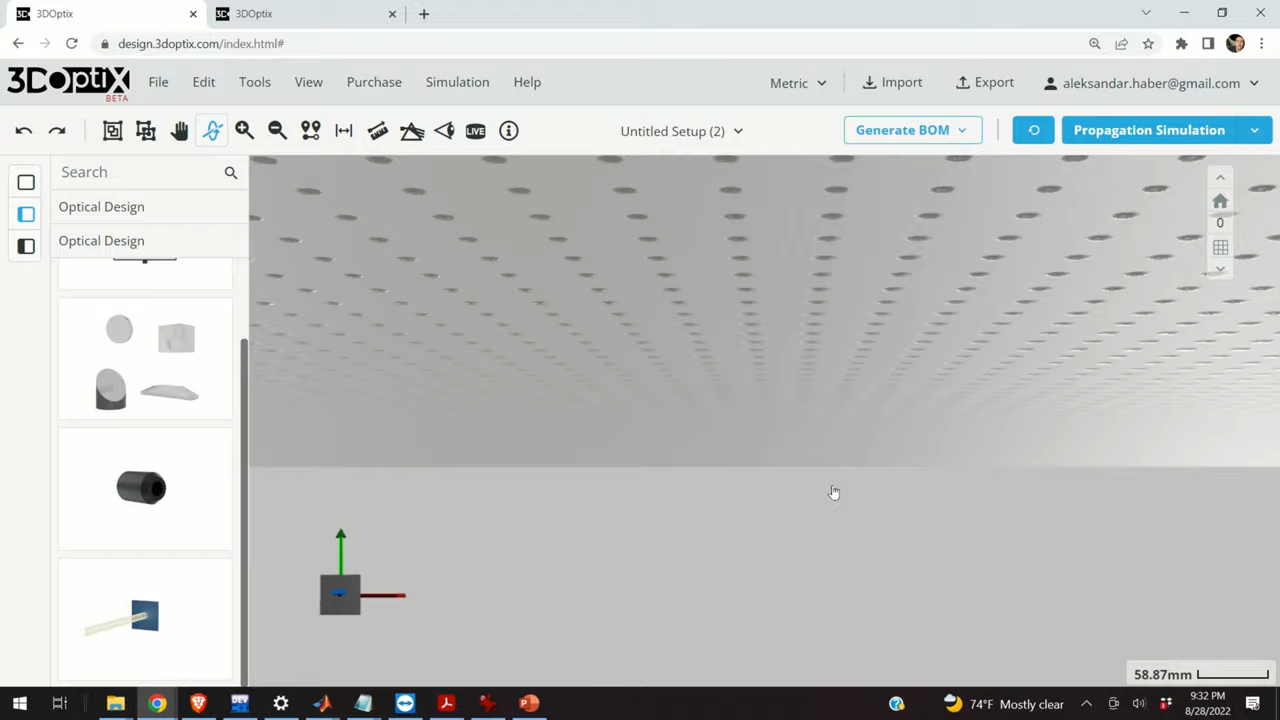 3DOptix
3DOptix
design.3doptix.com/index.html#
3DOptiX
BETA
File
Edit
Tools
View
Purchase
Simulation
Help
Metric
Import
Export
aleksandar.haber@gmail.com
LIVE
Untitled Setup (2)
Generate BOM
Propagation Simulation
Search
Optical Design
Optical Design
0
58.87mm
DEV
74°F Mostly clear
9:32 PM
8/28/2022